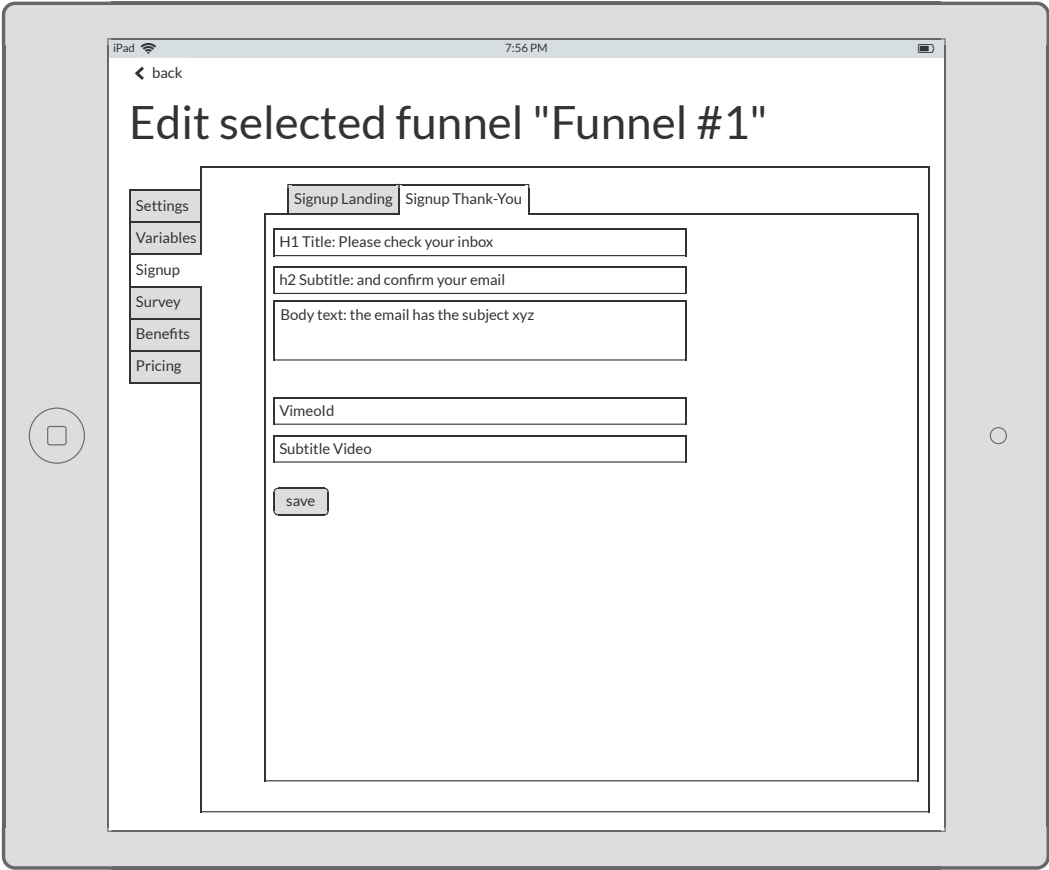 iPad 7:56 PM
back
Edit selected funnel "Funnel #1"
Settings
Variables
Signup
Survey
Benefits
Pricing
Signup Landing Signup Thank-You
H1 Title: Please check your inbox
h2 Subtitle: and confirm your email
Body text: the email has the subject xyz
VimeoId
Subtitle Video
save